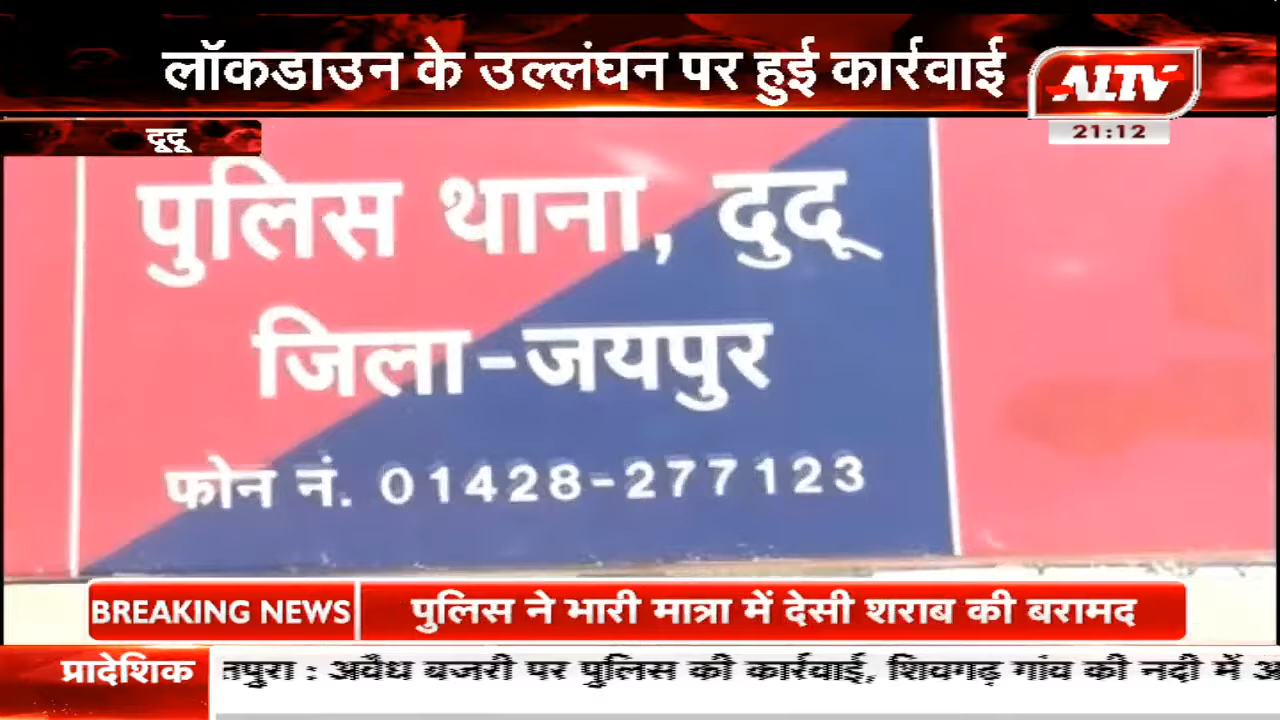 लॉकडाउन के उल्लंघन पर हुई कार्रवाई
ALTV
21:12
दूदू
पुलिस थाना, दुदू
जिला-जयपुर
फोन नं. 01428-277123
BREAKING NEWS
पुलिस ने भारी मात्रा में देसी शराब की बरामद
प्रादेशिक
तपुरा : अवैध बजरी पर पुलिस की कार्रवाई, शिवगढ़ गांव की नदी में अ